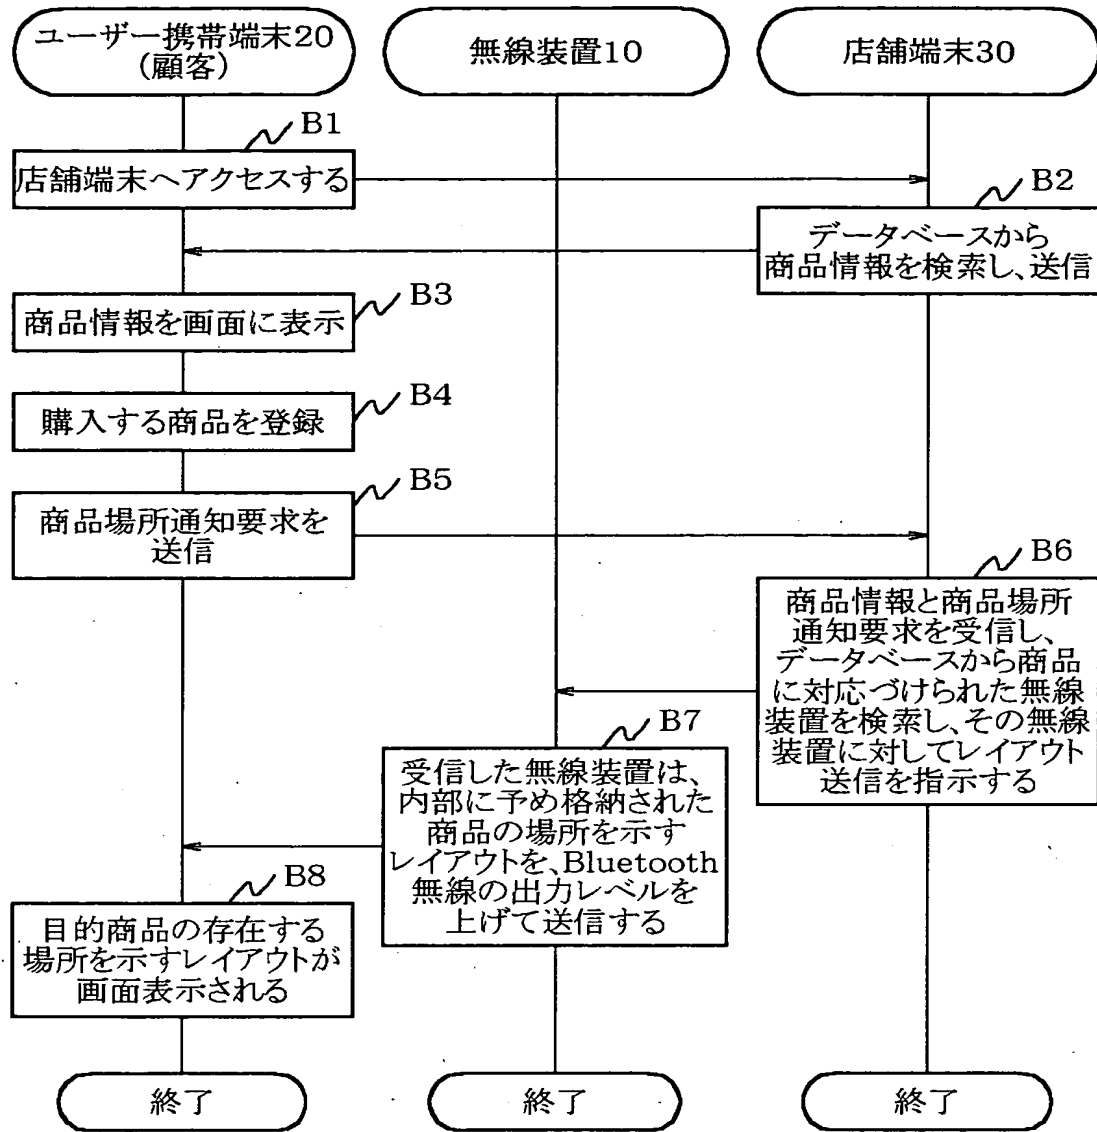 ユーザー携帯端末20
(顧客)
無線装置10
店舗端末30
B1
店舗端末へアクセスする
B2
データベースから
商品情報を検索し、送信
B3
商品情報を画面に表示
B4
購入する商品を登録
B5
商品場所通知要求を
送信
B6
商品情報と商品場所
通知要求を受信し、
データベースから商品
に対応づけられた無線
装置を検索し、その無線
装置に対してレイアウト
送信を指示する
B7
受信した無線装置は、
内部に予め格納された
商品の場所を示す
レイアウトを、Bluetooth
無線の出力レベルを
上げて送信する
B8
目的商品の存在する
場所を示すレイアウトが
画面表示される
終了
終了
終了